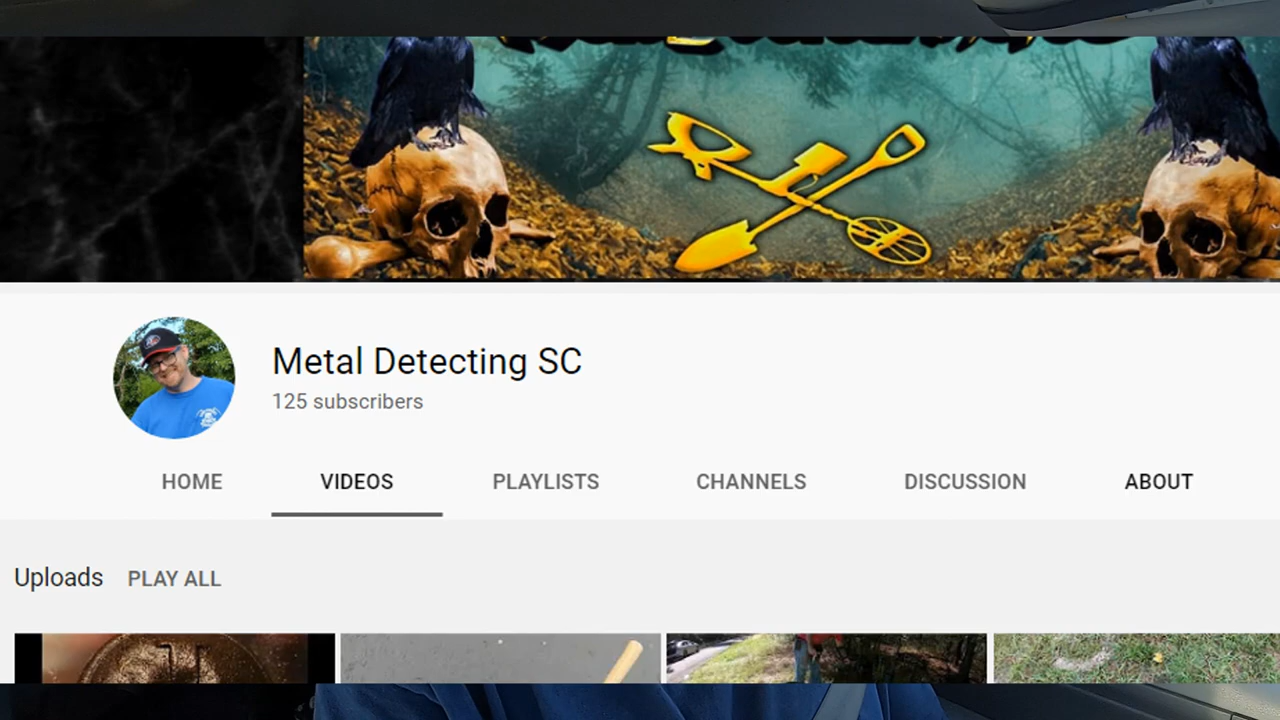 Metal Detecting SC
125 subscribers
HOME VIDEOS PLAYLISTS CHANNELS DISCUSSION ABOUT
Uploads PLAY ALL